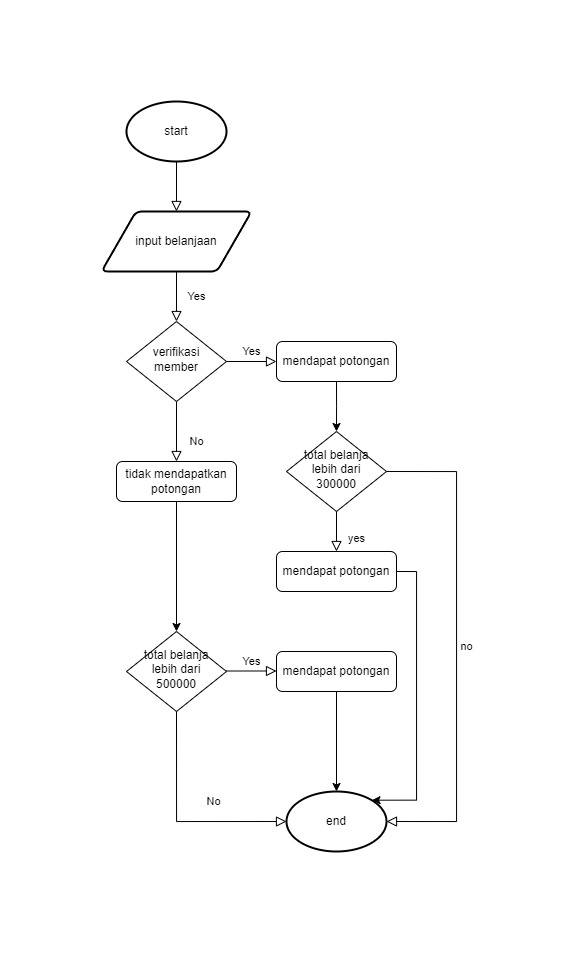 start
input belanjaan
Yes
verifikasi
member
Yes
mendapat potongan
No
tidak mendapatkan
potongan
total belanja
lebih dari
300000
yes
mendapat potongan
no
total belanja
lebih dari
500000
Yes
mendapat potongan
No
end